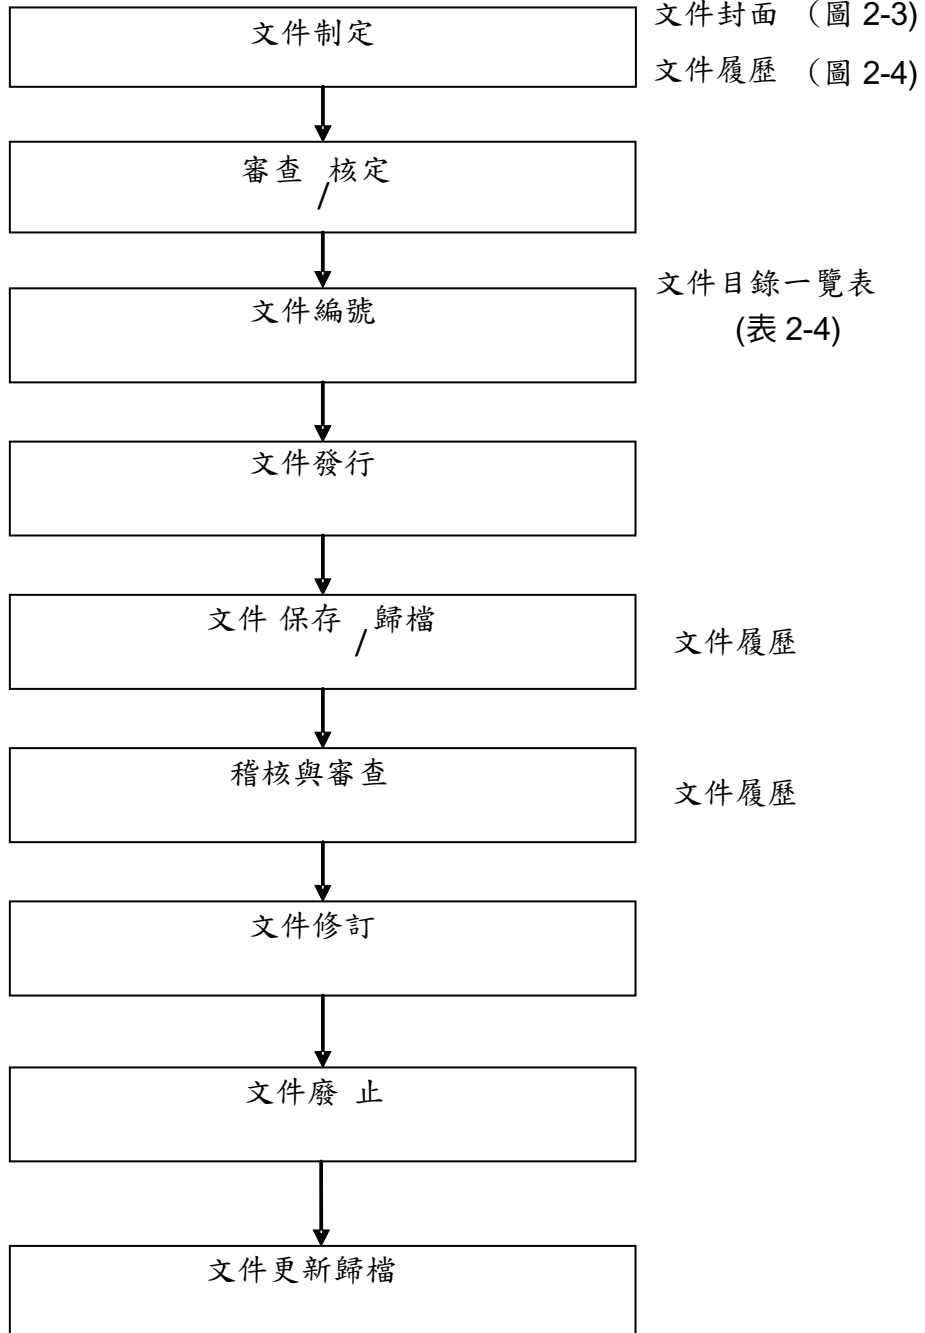 文件制定
文件封面 （圖 2-3)
文件履歷 （圖 2-4)
審查 / 核定
文件編號
文件目錄一覽表
(表 2-4)
文件發行
文件 保存 / 歸檔
文件履歷
稽核與審查
文件履歷
文件修訂
文件廢 止
文件更新歸檔